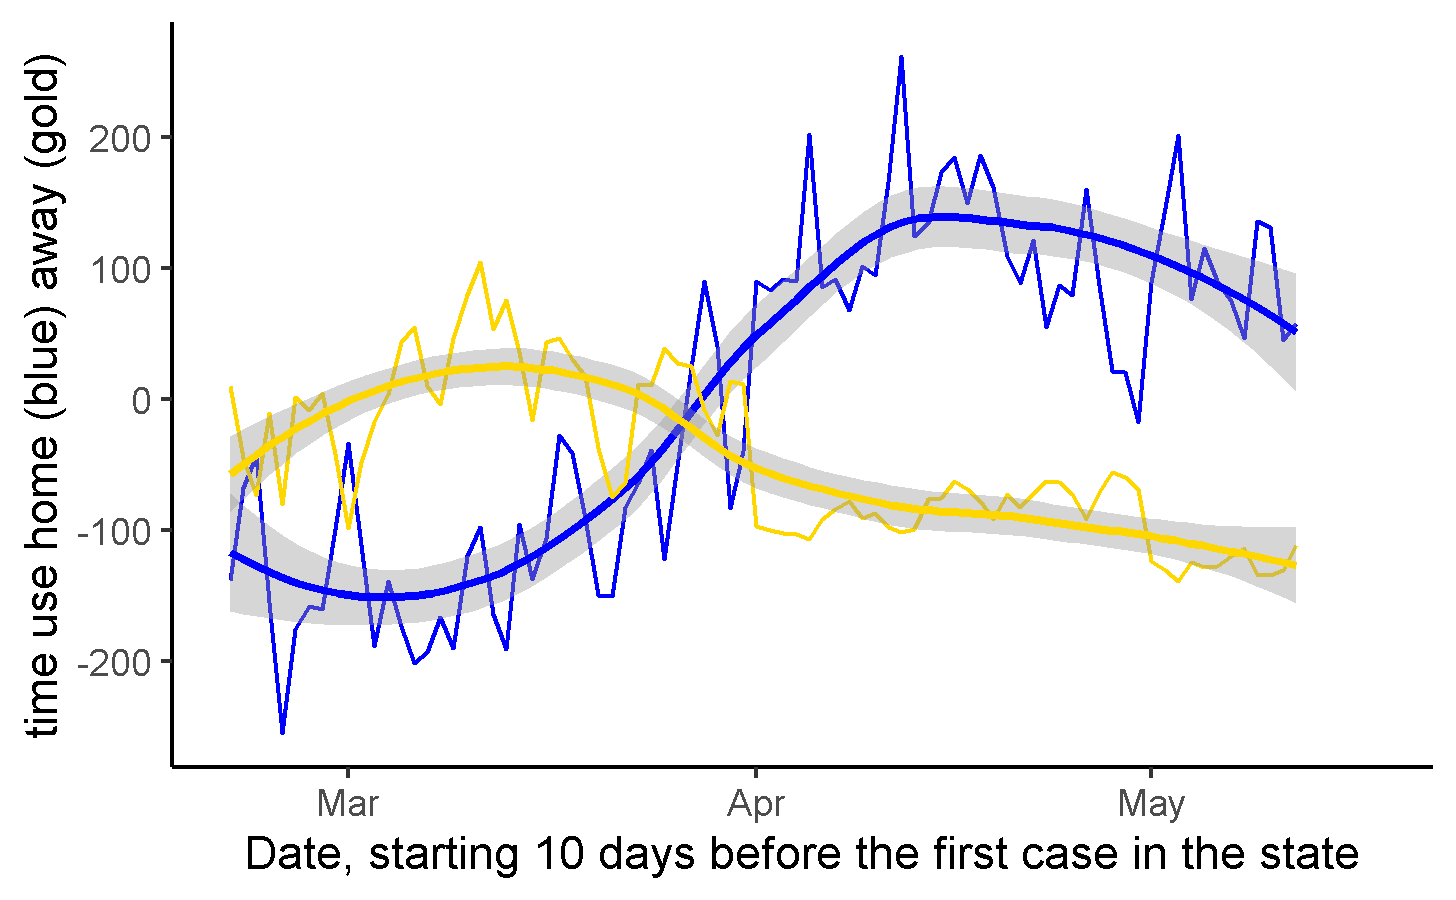 time use home (blue) away (gold)
200
100
0
-100
-200
Mar
Apr
May
Date, starting 10 days before the first case in the state